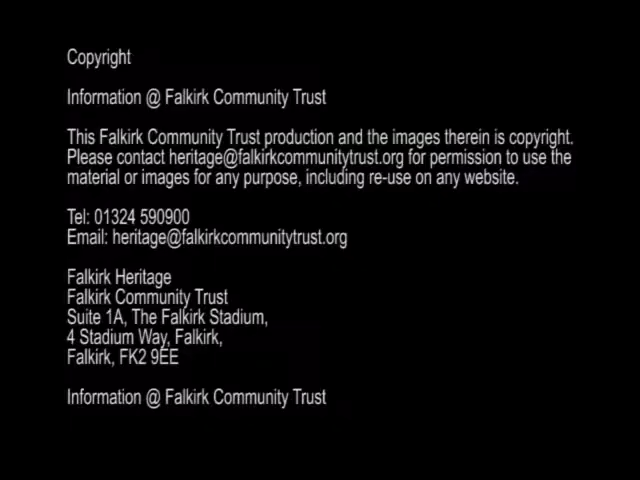 Copyright
Information @ Falkirk Community Trust
This Falkirk Community Trust production and the images therein is copyright.
Please contact heritage@falkirkcommunitytrust.org for permission to use the
material or images for any purpose, including re-use on any website.
Tel: 01324 590900
Email: heritage@falkirkcommunitytrust.org
Falkirk Heritage
Falkirk Community Trust
Suite 1A, The Falkirk Stadium,
4 Stadium Way, Falkirk,
Falkirk, FK2 9EE
Information @ Falkirk Community Trust